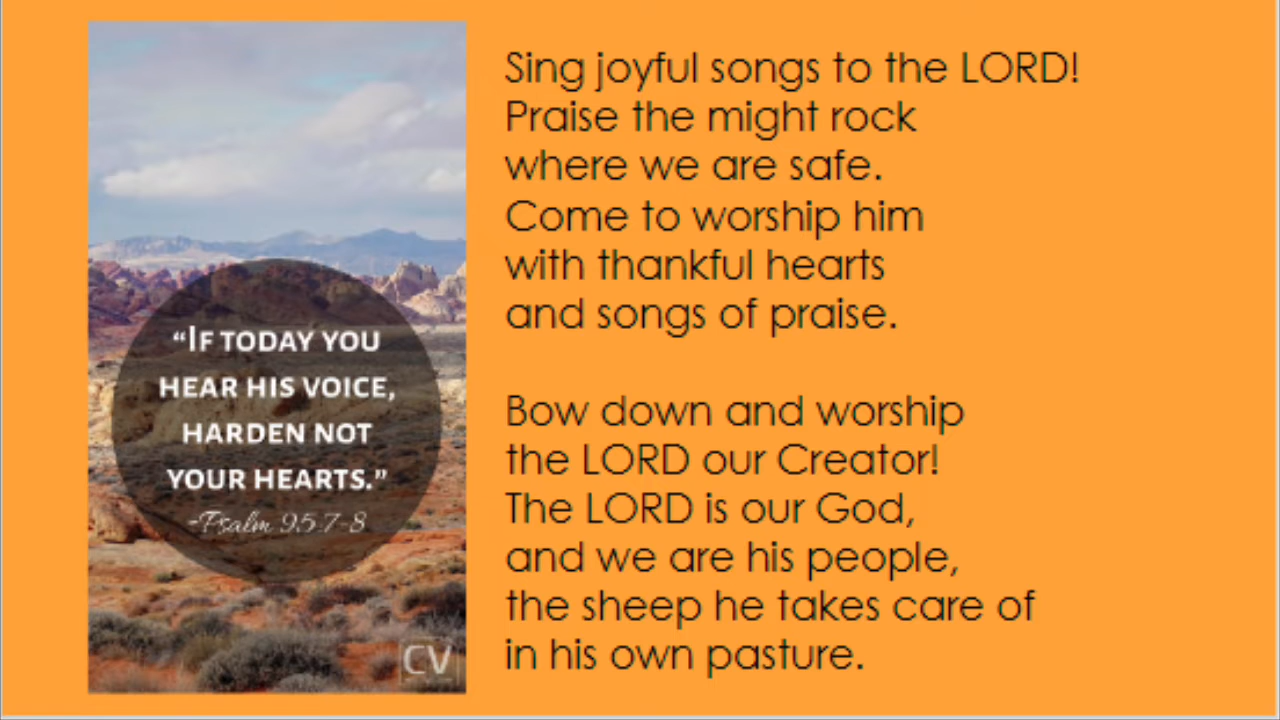 “IF TODAY YOU
HEAR HIS VOICE,
HARDEN NOT
YOUR HEARTS.”
-Psalm 95:7-8
CV
Sing joyful songs to the LORD!
Praise the might rock
where we are safe.
Come to worship him
with thankful hearts
and songs of praise.
Bow down and worship
the LORD our Creator!
The LORD is our God,
and we are his people,
the sheep he takes care of
in his own pasture.